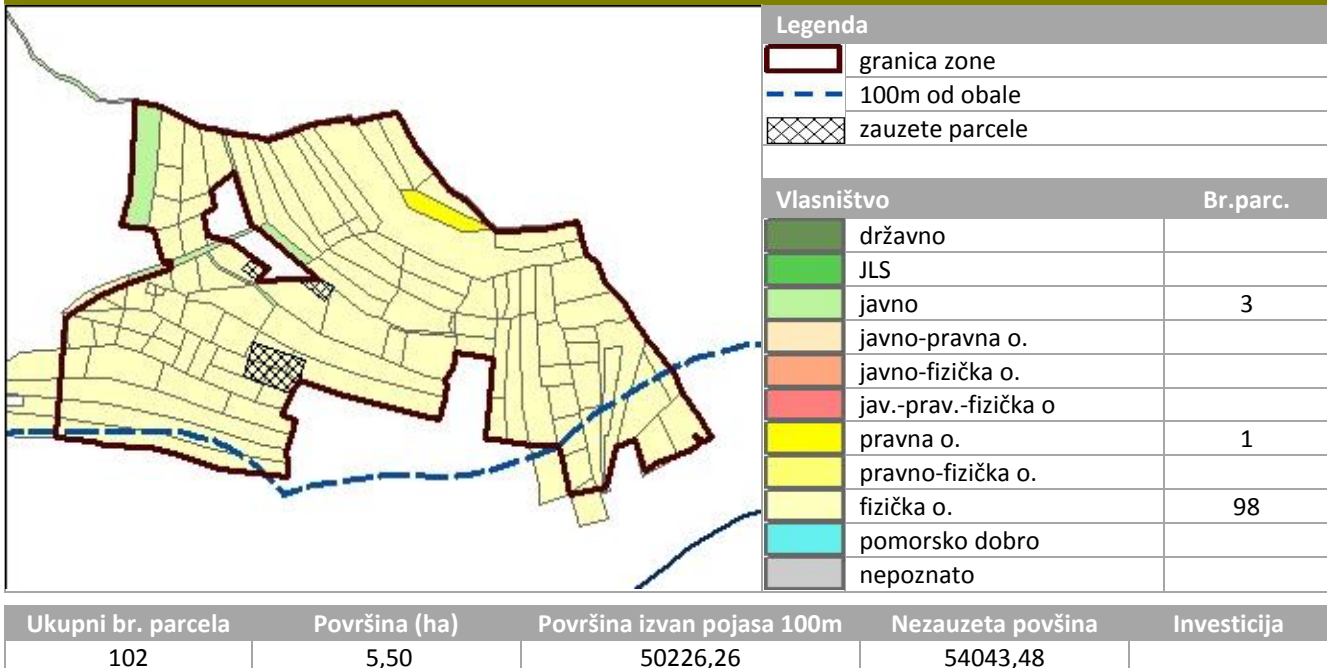 Legenda
granica zone
100m od obale
zauzete parcele
Vlasništvo Br.parc.
državno
JLS
javno 3
javno-pravna o.
javno-fizička o.
jav.-prav.-fizička o
pravna o. 1
pravno-fizička o.
fizička o. 98
pomorsko dobro
nepoznato
Ukupni br. parcela Površina (ha) Površina izvan pojasa 100m Nezauzeta povšina Investicija
102 5,50 50226,26 54043,48